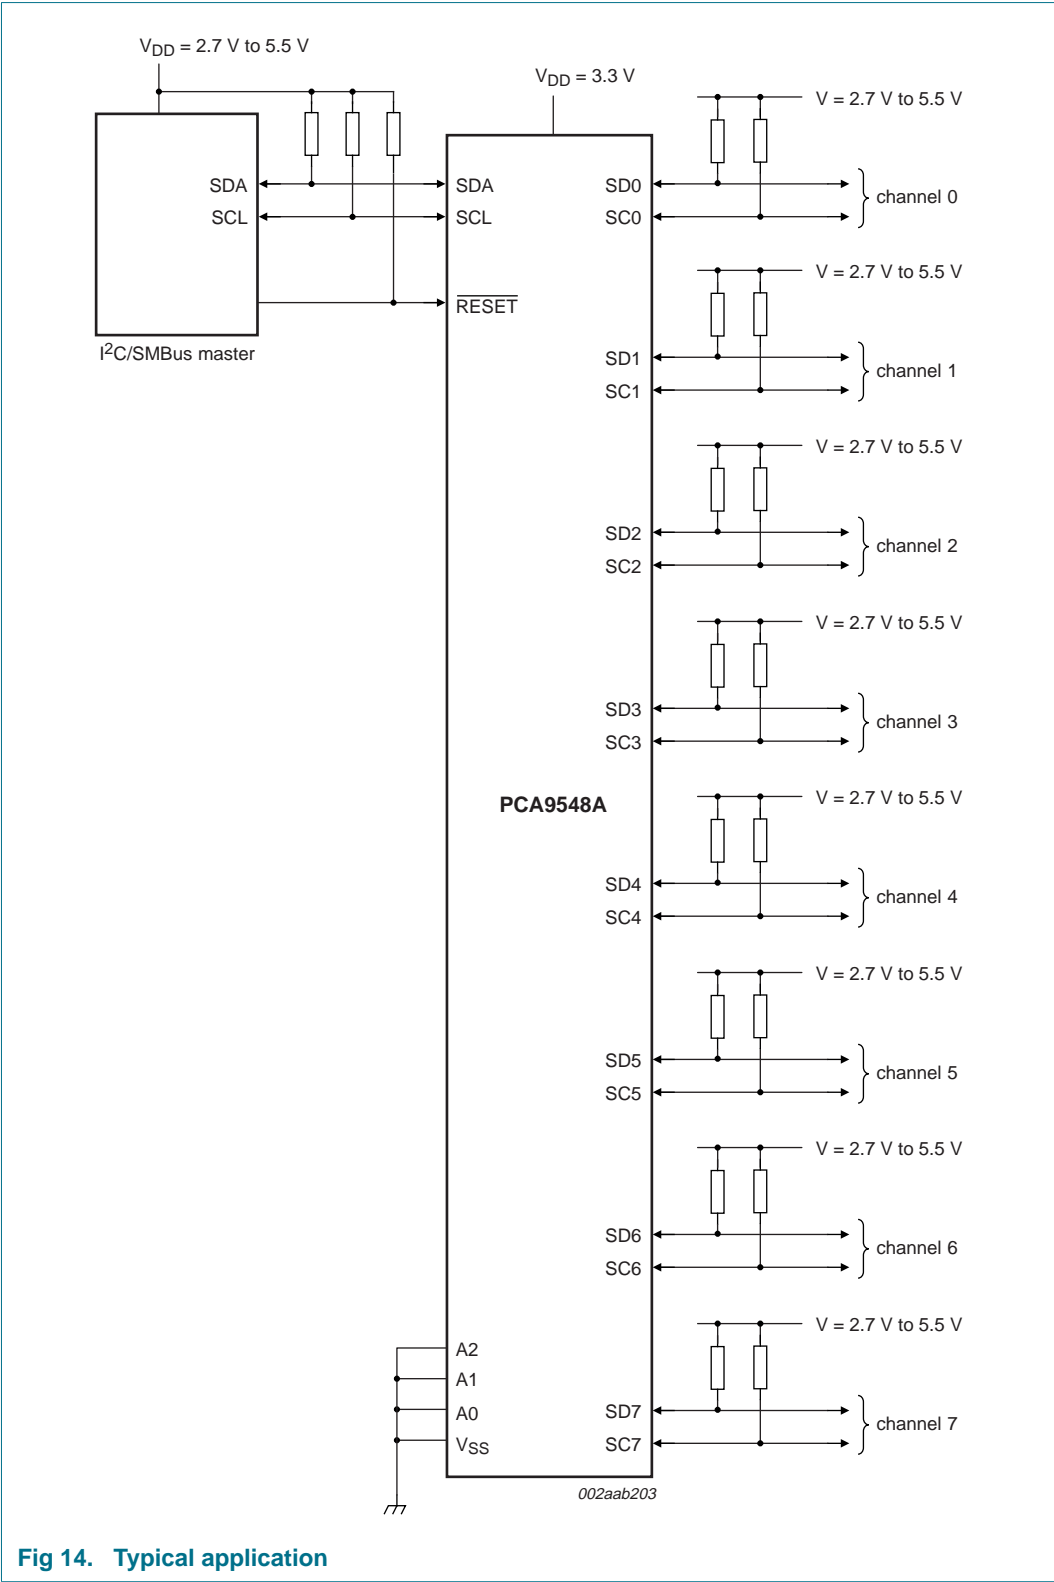 VDD = 2.7 V to 5.5 V
VDD = 3.3 V
V = 2.7 V to 5.5 V
SDA
SDA
SD0
channel 0
SCL
SCL
SC0
V = 2.7 V to 5.5 V
RESET
I2C/SMBus master
SD1
channel 1
SC1
V = 2.7 V to 5.5 V
SD2
channel 2
SC2
V = 2.7 V to 5.5 V
SD3
channel 3
SC3
PCA9548A
V = 2.7 V to 5.5 V
SD4
channel 4
SC4
V = 2.7 V to 5.5 V
SD5
channel 5
SC5
V = 2.7 V to 5.5 V
SD6
channel 6
SC6
V = 2.7 V to 5.5 V
A2
A1
A0
SD7
channel 7
VSS
SC7
002aab203
Fig 14. Typical application